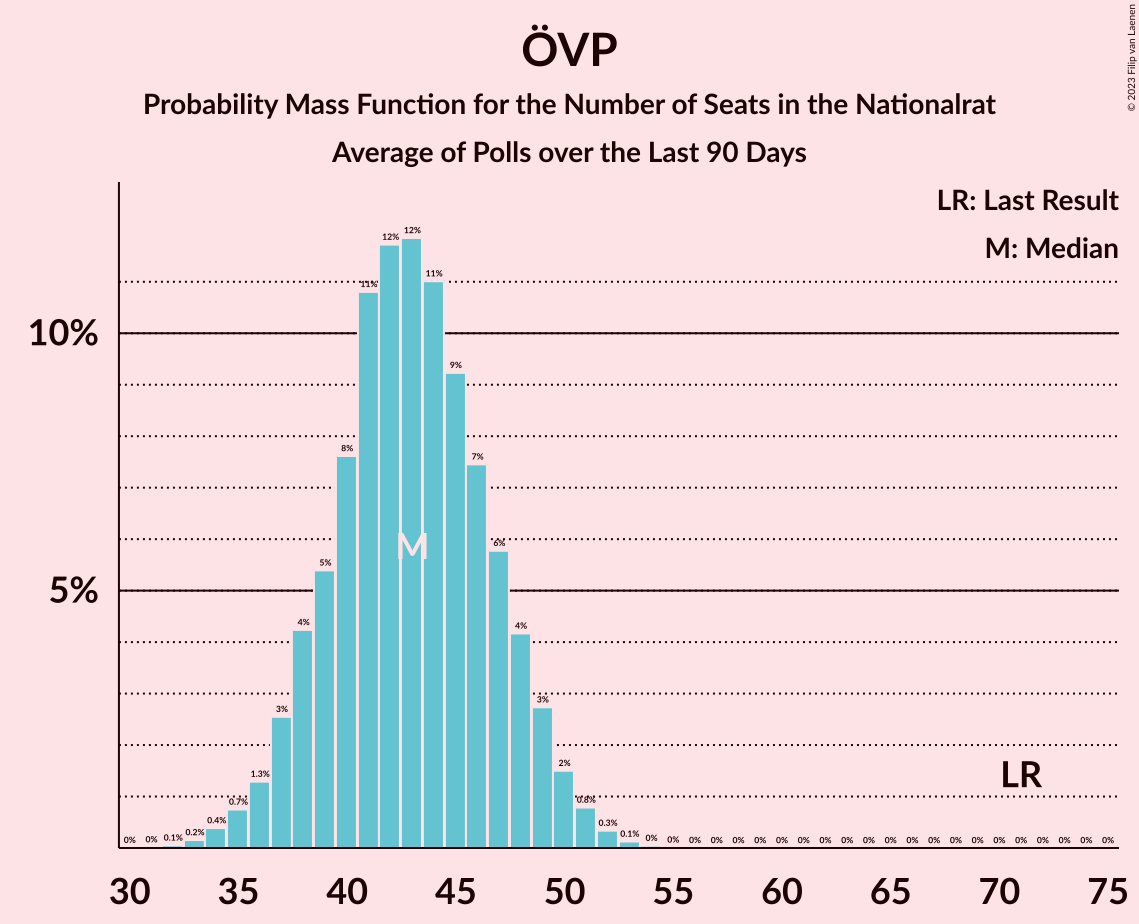 ÖVP
Probability Mass Function for the Number of Seats in the Nationalrat
Average of Polls over the Last 90 Days
© 2023 Filip van Laenen
LR: Last Result
M: Median
10%
5%
0% 0% 0.1% 0.2% 0.4% 0.7% 1.3% 3% 4% 5% 8% 11% 12% 12% 11% 9% 7% 6% 4% 3% 2% 0.8% 0.3% 0.1% 0% 0% 0% 0% 0% 0% 0% 0% 0% 0% 0% 0% 0% 0% 0% 0% 0% 0% 0% 0% 0% 0%
M
LR
30 35 40 45 50 55 60 65 70 75